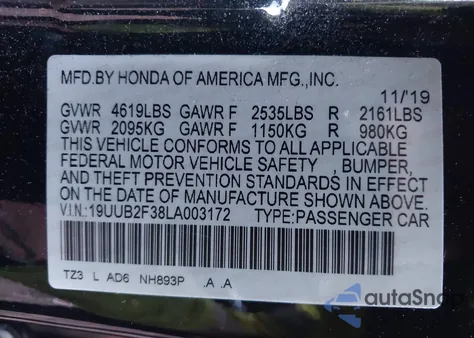 MFD.BY HONDA OF AMERICA MFG.,INC.
11/'19
GVWR 4619LBS GAWR F 2535LBS R 2161LBS
GVWR 2095KG GAWR F 1150KG R 980KG
THIS VEHICLE CONFORMS TO ALL APPLICABLE
FEDERAL MOTOR VEHICLE SAFETY , BUMPER,
AND THEFT PREVENTION STANDARDS IN EFFECT
ON THE DATE OF MANUFACTURE SHOWN ABOVE.
V.I.N:19UUB2F38LA003172 TYPE:PASSENGER CAR
TZ3 L AD6 NH893P .A .A
autoSnap